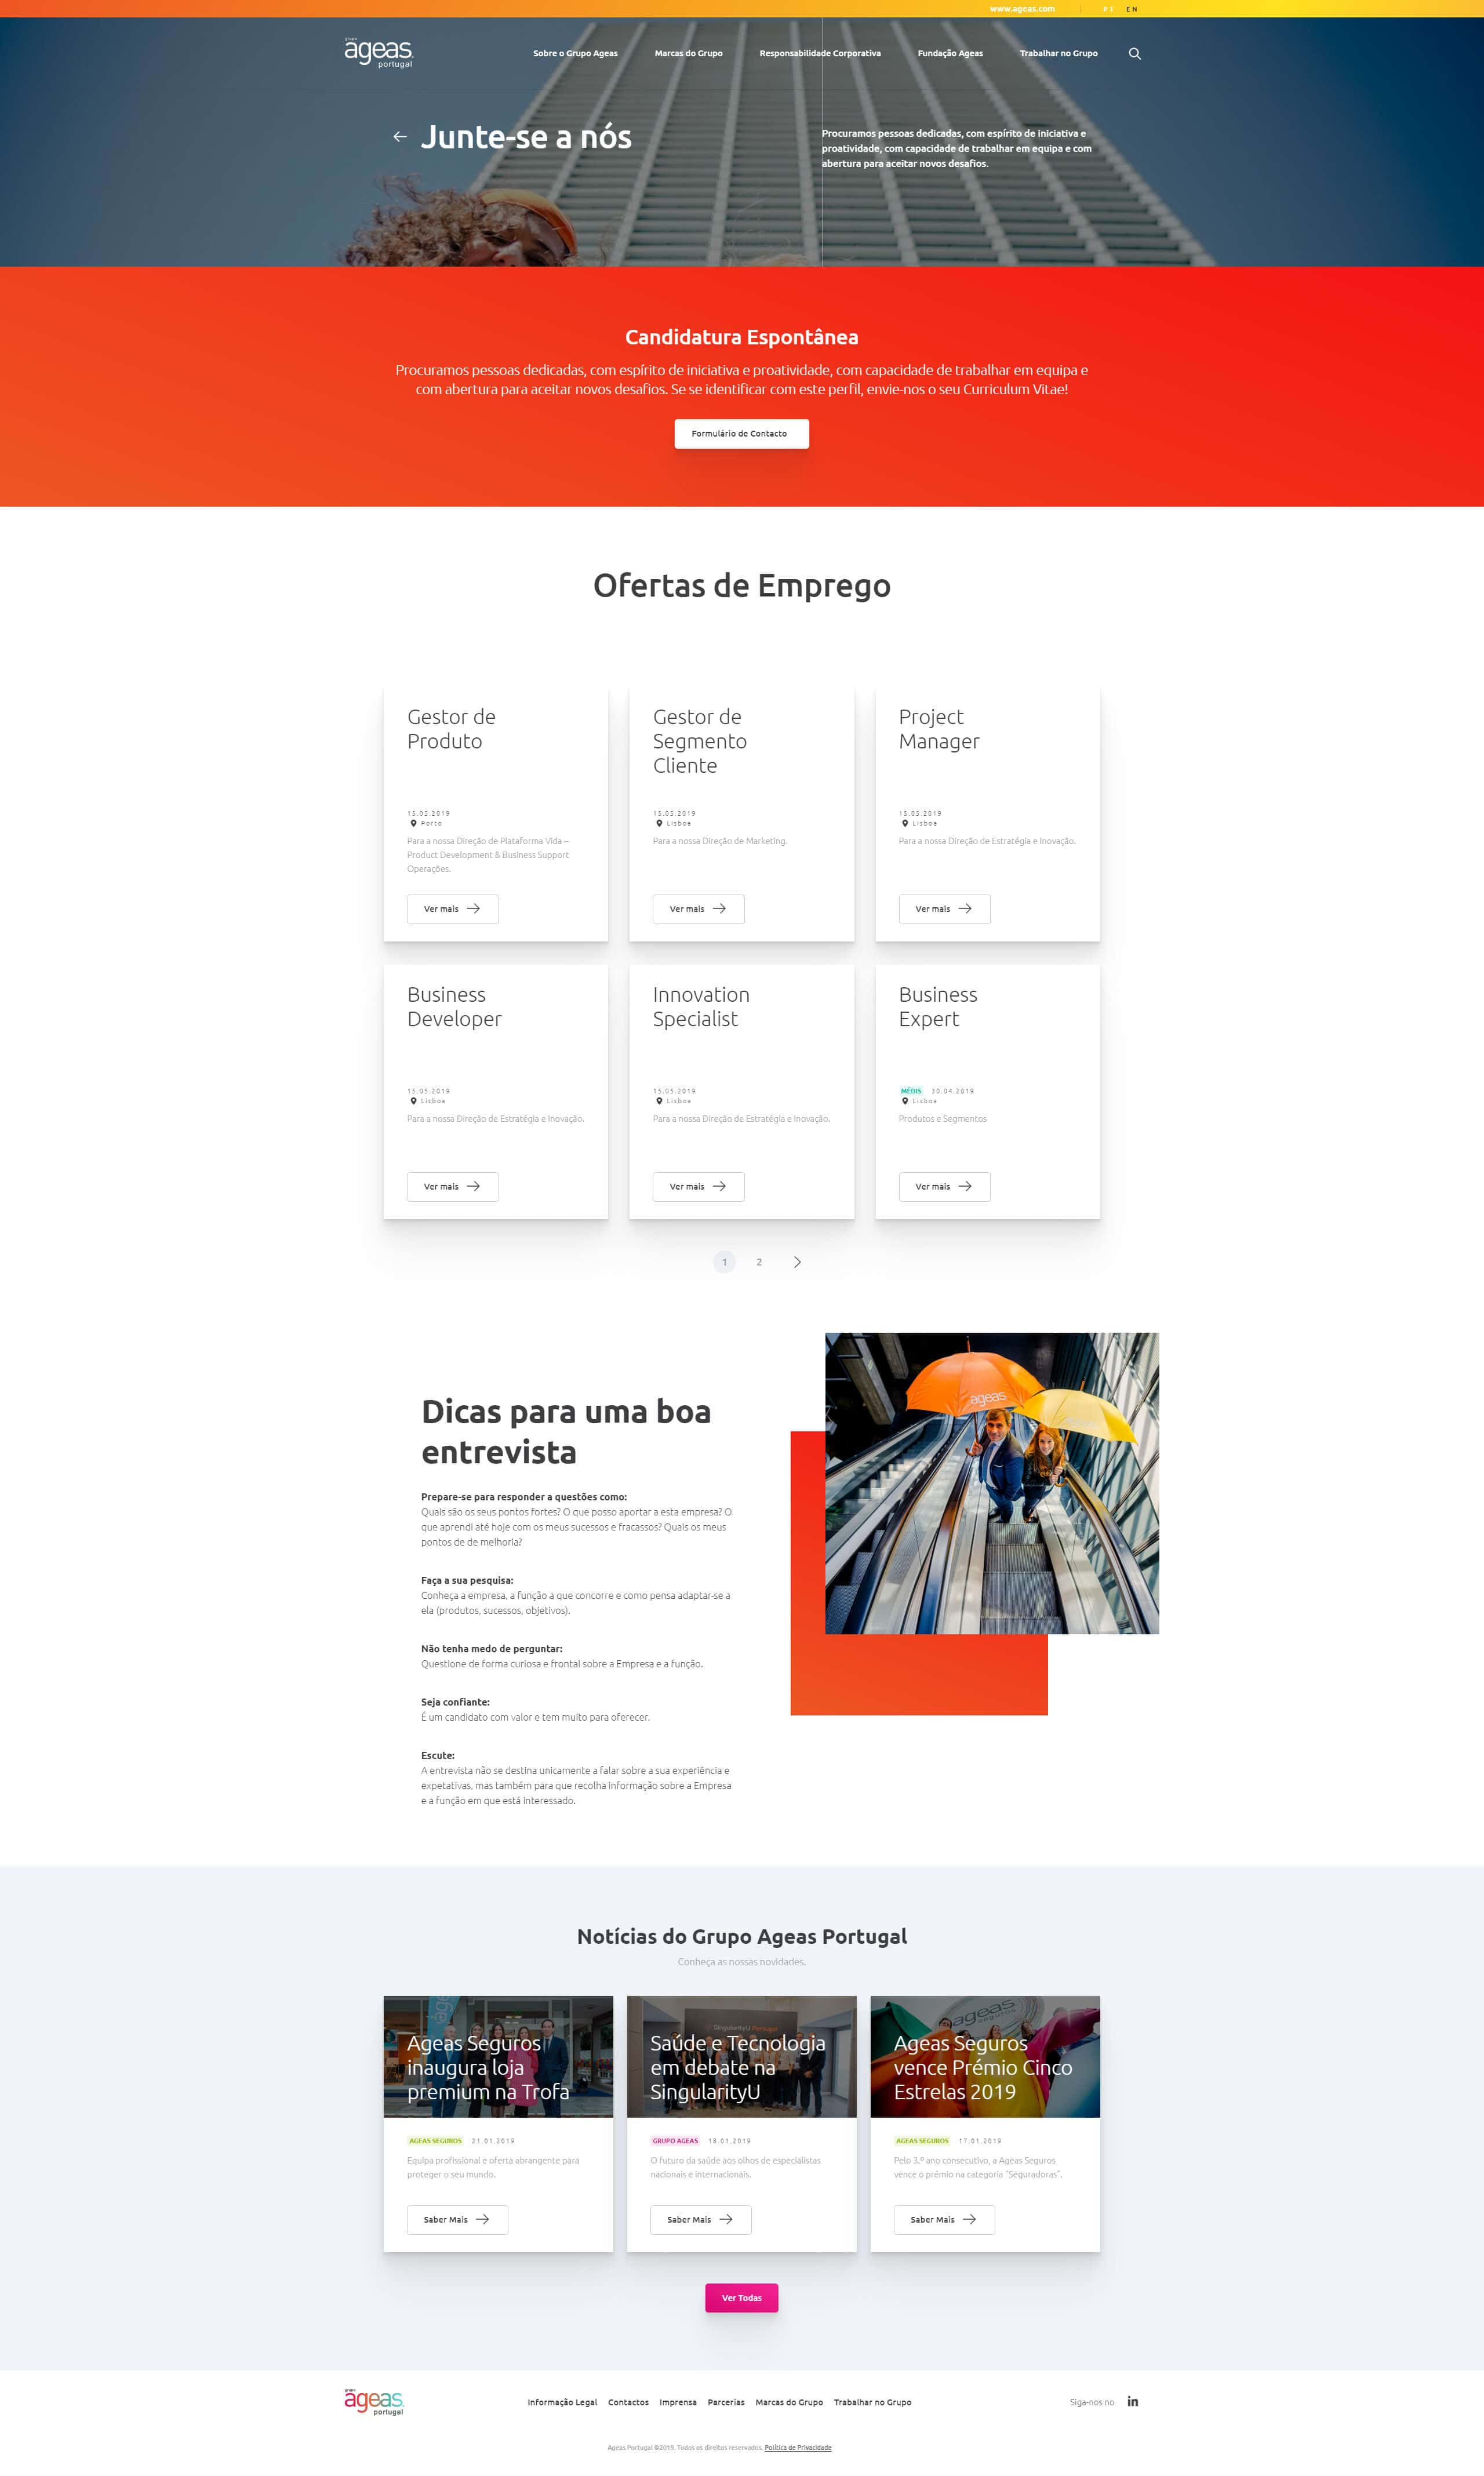 www.ageas.com | PT EN
grupo
ageas
portugal
Sobre o Grupo Ageas Marcas do Grupo Responsabilidade Corporativa Fundação Ageas Trabalhar no Grupo
Junte-se a nós
Procuramos pessoas dedicadas, com espírito de iniciativa e
proatividade, com capacidade de trabalhar em equipa e com
abertura para aceitar novos desafios.
Candidatura Espontânea
Procuramos pessoas dedicadas, com espírito de iniciativa e proatividade, com capacidade de trabalhar em equipa e
com abertura para aceitar novos desafios. Se se identificar com este perfil, envie-nos o seu Curriculum Vitae!
Formulário de Contacto
Ofertas de Emprego
Gestor de
Produto
15.05.2019
Porto
Para a nossa Direção de Plataforma Vida –
Product Development & Business Support
Operações.
Ver mais
Gestor de
Segmento
Cliente
15.05.2019
Lisboa
Para a nossa Direção de Marketing.
Ver mais
Project
Manager
15.05.2019
Lisboa
Para a nossa Direção de Estratégia e Inovação.
Ver mais
Business
Developer
15.05.2019
Lisboa
Para a nossa Direção de Estratégia e Inovação.
Ver mais
Innovation
Specialist
15.05.2019
Lisboa
Para a nossa Direção de Estratégia e Inovação.
Ver mais
Business
Expert
MÉDIS 30.04.2019
Lisboa
Produtos e Segmentos
Ver mais
1 2
Dicas para uma boa
entrevista
ageas
Prepare-se para responder a questões como:
Quais são os seus pontos fortes? O que posso aportar a esta empresa? O
que aprendi até hoje com os meus sucessos e fracassos? Quais os meus
pontos de de melhoria?
Faça a sua pesquisa:
Conheça a empresa, a função a que concorre e como pensa adaptar-se a
ela (produtos, sucessos, objetivos).
Não tenha medo de perguntar:
Questione de forma curiosa e frontal sobre a Empresa e a função.
Seja confiante:
É um candidato com valor e tem muito para oferecer.
Escute:
A entrevista não se destina unicamente a falar sobre a sua experiência e
expetativas, mas também para que recolha informação sobre a Empresa
e a função em que está interessado.
Notícias do Grupo Ageas Portugal
Conheça as nossas novidades.
Ageas Seguros
inaugura loja
premium na Trofa
AGEAS SEGUROS 21.01.2019
Equipa profissional e oferta abrangente para
proteger o seu mundo.
Saber Mais
SingularityU Portugal
Saúde e Tecnologia
em debate na
SingularityU
GRUPO AGEAS 18.01.2019
O futuro da saúde aos olhos de especialistas
nacionais e internacionais.
Saber Mais
ageas
seguros
Ageas Seguros
vence Prémio Cinco
Estrelas 2019
AGEAS SEGUROS 17.01.2019
Pelo 3.º ano consecutivo, a Ageas Seguros
vence o prémio na categoria "Seguradoras".
Saber Mais
Ver Todas
grupo
ageas
portugal
Informação Legal Contactos Imprensa Parcerias Marcas do Grupo Trabalhar no Grupo
Siga-nos no in
Ageas Portugal ©2019. Todos os direitos reservados. Política de Privacidade